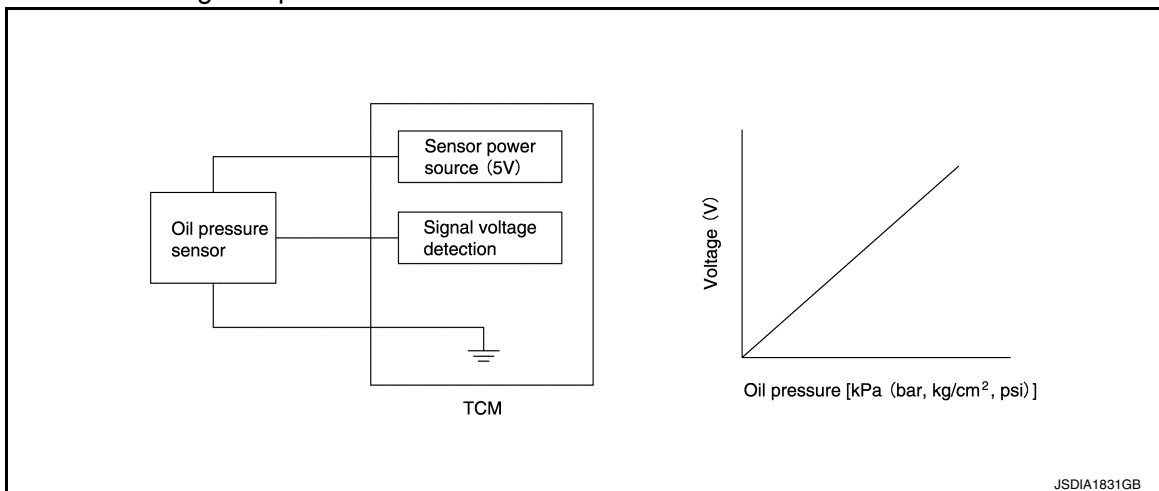 Sensor power
source (5V)
Oil pressure
sensor
Signal voltage
detection
TCM
Voltage (V)
Oil pressure [kPa (bar, kg/cm², psi)]
JSDIA1831GB